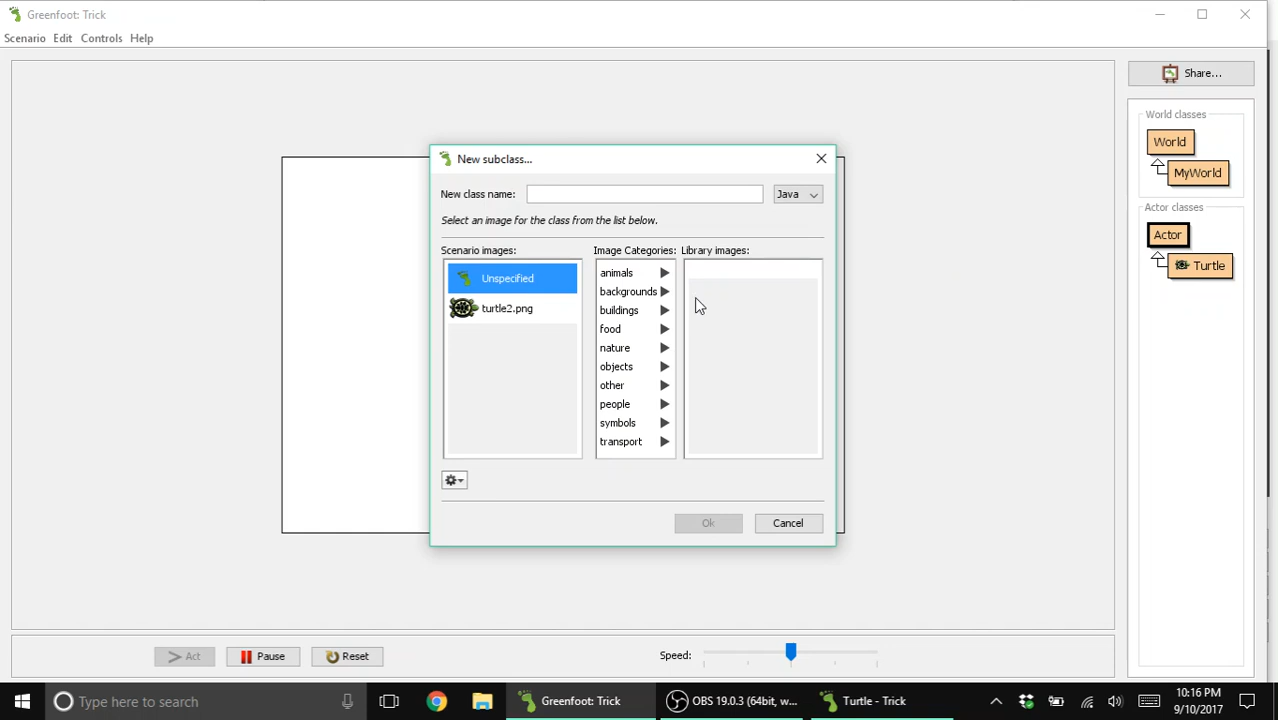 Greenfoot: Trick
Scenario Edit Controls Help
Share...
World classes
World
MyWorld
Actor classes
Actor
Turtle
New subclass...
New class name:
Java
Select an image for the class from the list below.
Scenario images:
Image Categories:
Library images:
Unspecified
turtle2.png
animals
backgrounds
buildings
food
nature
objects
other
people
symbols
transport
Ok
Cancel
Act
Pause
Reset
Speed:
Type here to search
Greenfoot: Trick
OBS 19.0.3 (64bit, w...
Turtle - Trick
10:16 PM
9/10/2017